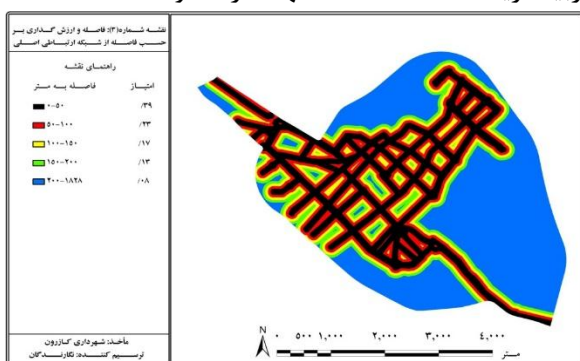 نقشه شماره(۳): فاصله و ارزش گذاری بر
حسب فاصله از شبکه ارتباطی اصلی
راهنمای نقشه
امتیاز فاصله به متر
/۳۹ ۰-۵۰
/۲۳ ۵۰-۱۰۰
/۱۷ ۱۰۰-۱۵۰
/۱۳ ۱۵۰-۲۰۰
/۰۸ ۲۰۰-۱۸۲۸
مأخذ: شهرداری کازرون
ترسیم کننده: نگارندگان
N
۰ ۵۰۰ ۱,۰۰۰ ۲,۰۰۰ ۳,۰۰۰ ۴,۰۰۰
متر